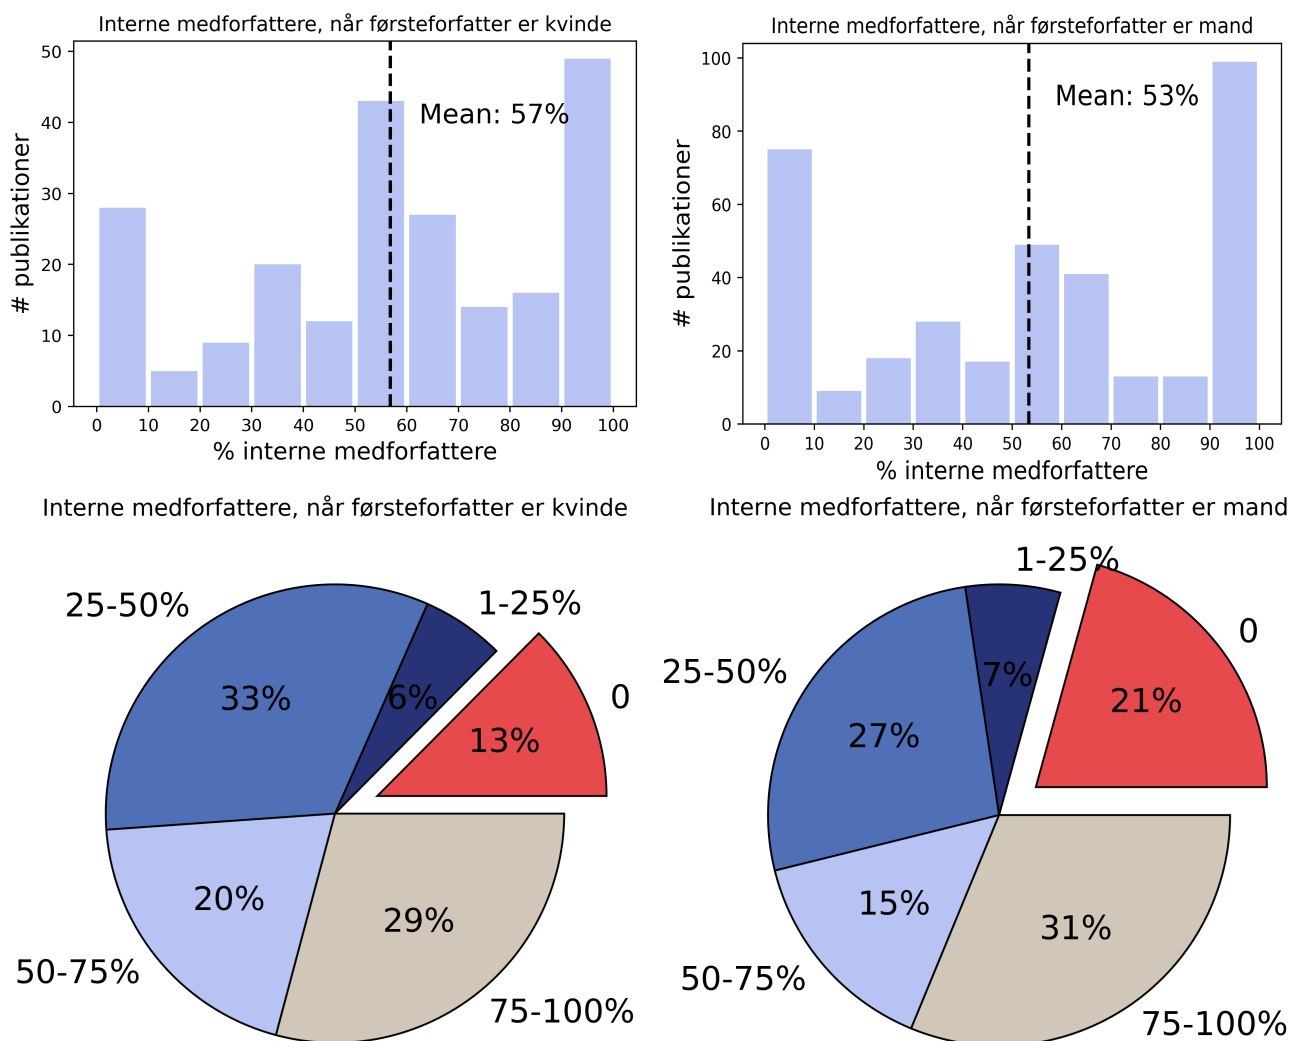 Interne medforfattere, når førsteforfatter er kvinde
# publikationer
50
40
30
20
10
0
Mean: 57%
0 10 20 30 40 50 60 70 80 90 100
% interne medforfattere
Interne medforfattere, når førsteforfatter er mand
# publikationer
100
80
60
40
20
0
Mean: 53%
0 10 20 30 40 50 60 70 80 90 100
% interne medforfattere
Interne medforfattere, når førsteforfatter er kvinde
25-50%
1-25%
0
33%
6%
13%
20%
29%
50-75%
75-100%
Interne medforfattere, når førsteforfatter er mand
1-25%
0
25-50%
7%
21%
27%
15%
31%
50-75%
75-100%